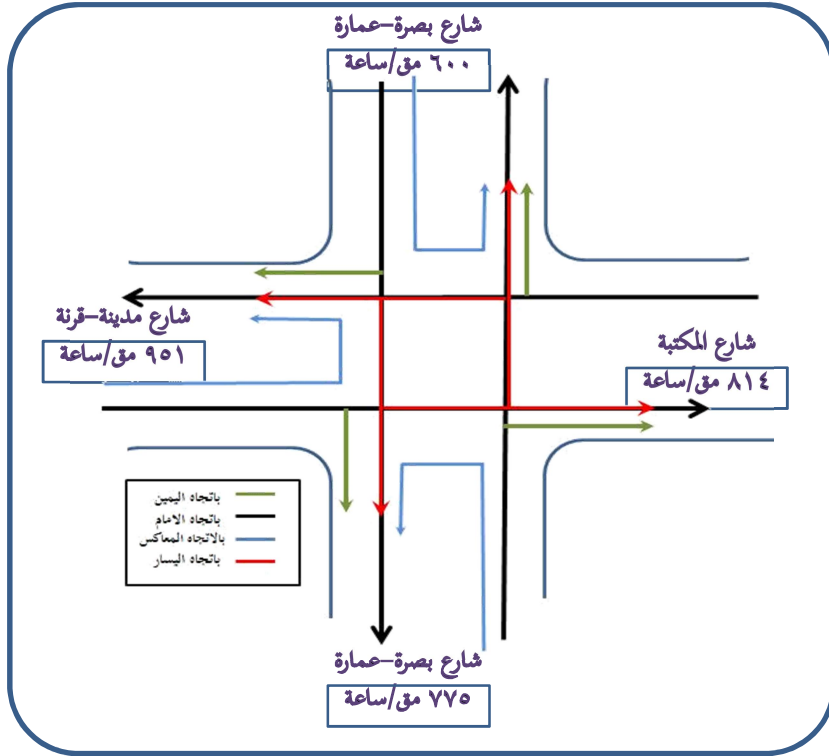 شارع بصرة-عمارة
٦٠٠ مق/ساعة
شارع مدينة-قرنة
٩٥١ مق/ساعة
شارع المكتبة
٨١٤ مق/ساعة
باتجاه اليمين
باتجاه الامام
بالاتجاه المعاكس
باتجاه اليسار
شارع بصرة-عمارة
٧٧٥ مق/ساعة